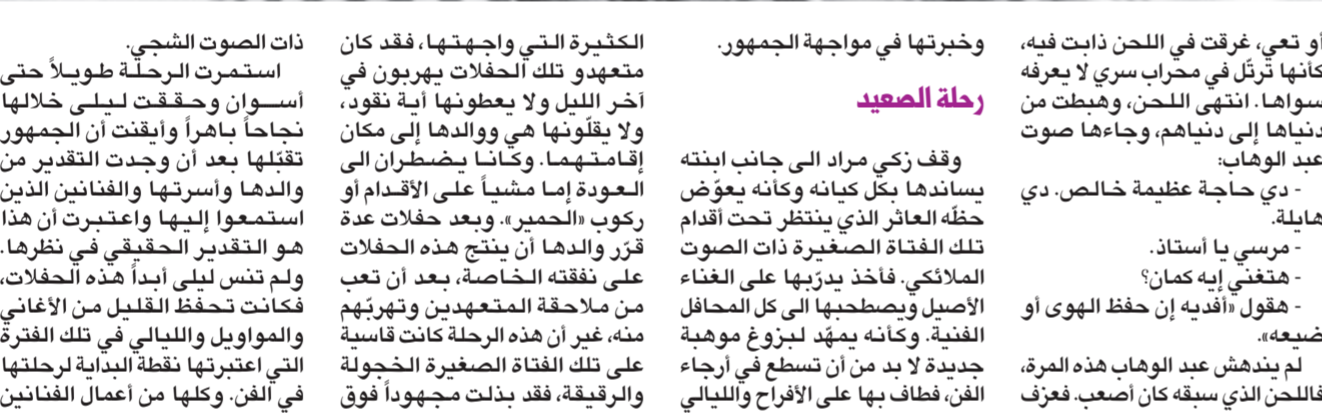 أو تعي، غرقت في اللحن ذابت فيه،
كأنها ترتّل في محراب سري لا يعرفه
سواها. انتهى اللحن، وهبطت من
دنياها إلى دنياهم، وجاءها صوت
عبد الوهاب:
- دي حاجة عظيمة خالص. دي
هايلة.
- مرسي يا أستاذ.
- هتغني إيه كمان؟
- هقول «أفديه إن حفظ الهوى أو
ضيعه».
لم يندهش عبد الوهاب هذه المرة،
فاللحن الذي سبقه كان أصعب. فعزف
وخبرتها في مواجهة الجمهور.
رحلة الصعيد
وقف زكي مراد الى جانب ابنته
يساندها بكل كيانه وكأنه يعوّض
حظّه العاثر الذي ينتظر تحت أقدام
تلك الفتاة الصغيرة ذات الصوت
الملائكي. فأخذ يدرّبها على الغناء
الأصيل ويصطحبها الى كل المحافل
الفنية. وكأنه يمهّد لبزوغ موهبة
جديدة لا بد من أن تسطع في أرجاء
الفن، فطاف بها على الأفراح والليالي
الكثيرة التي واجهتها، فقد كان
متعهدو تلك الحفلات يهربون في
آخر الليل ولا يعطونها أية نقود،
ولا يقلّونها هي ووالدها إلى مكان
إقامتهما. وكانا يضطران الى
العودة إما مشياً على الأقدام أو
ركوب «الحمير». وبعد حفلات عدة
قرّر والدها أن ينتج هذه الحفلات
على نفقته الخاصة، بعد أن تعب
من ملاحقة المتعهدين وتهربّهم
منه، غير أن هذه الرحلة كانت قاسية
على تلك الفتاة الصغيرة الخجولة
والرقيقة، فقد بذلت مجهوداً فوق
ذات الصوت الشجي.
استمرت الرحلة طويلاً حتى
أسوان وحققت ليلى خلالها
نجاحاً باهراً وأيقنت أن الجمهور
تقبّلها بعد أن وجدت التقدير من
والدها وأسرتها والفنانين الذين
استمعوا إليها واعتبرت أن هذا
هو التقدير الحقيقي في نظرها.
ولم تنس ليلى أبداً هذه الحفلات،
فكانت تحفظ القليل من الأغاني
والمواويل والليالي في تلك الفترة
التي اعتبرتها نقطة البداية لرحلتها
في الفن. وكلها من أعمال الفنانين